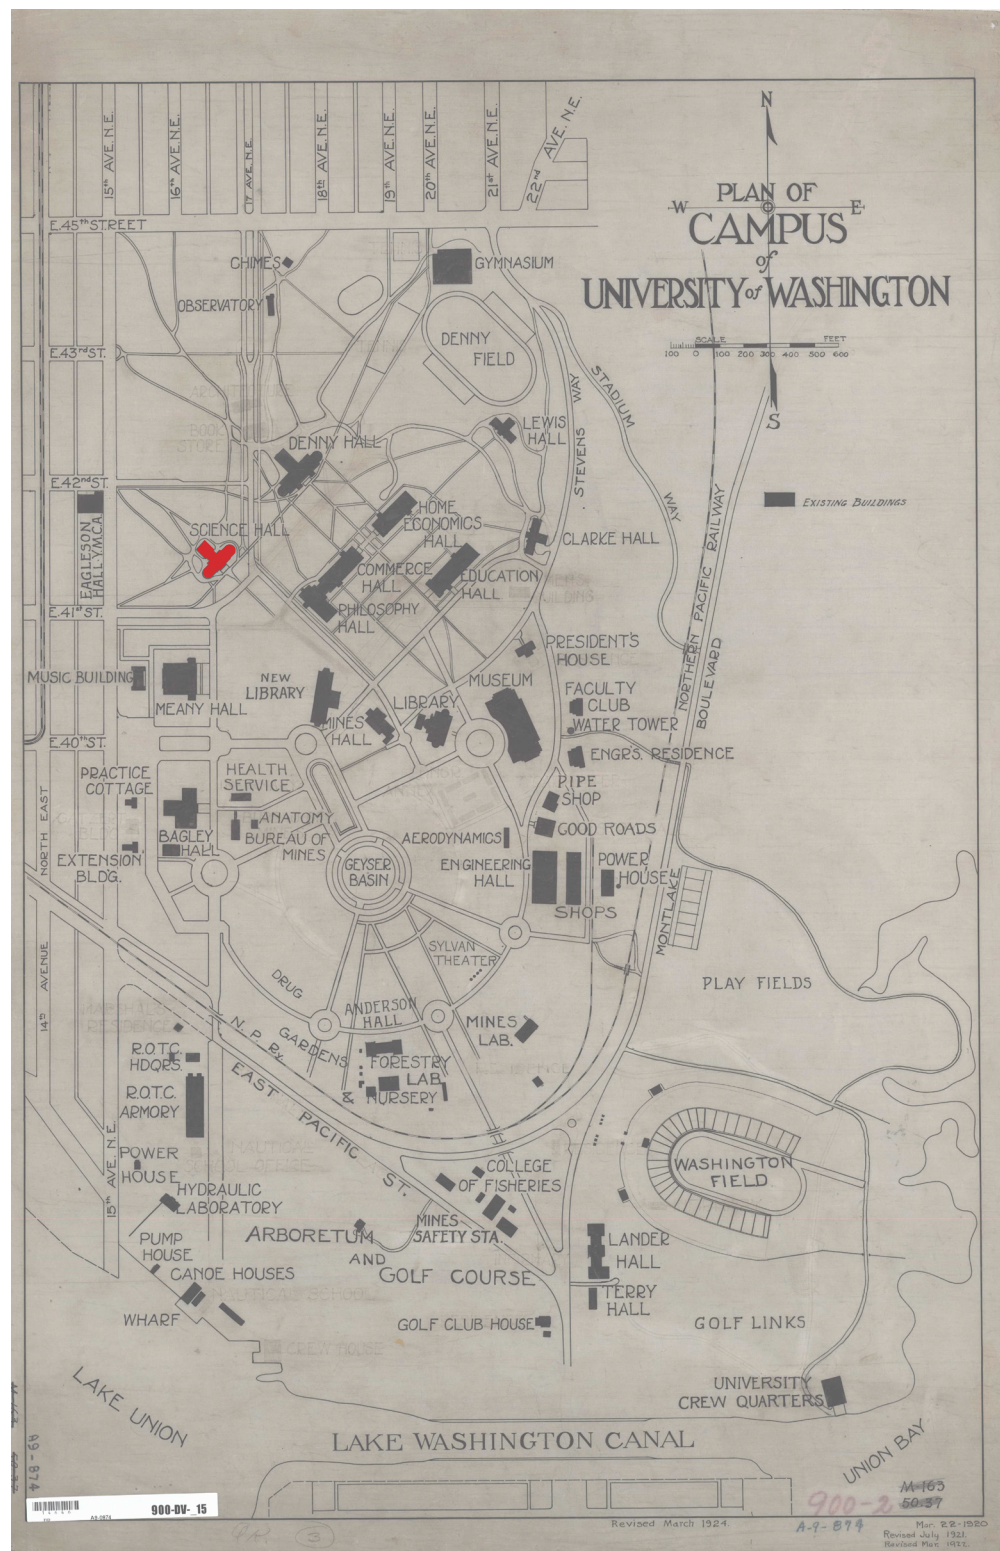 N
PLAN OF
W E
CAMPUS
of
UNIVERSITY of WASHINGTON
SCALE FEET
100 0 100 200 300 400 500 600
S
EXISTING BUILDINGS
15th AVE. N.E.
16th AVE. N.E.
17 AVE. N.E.
18th AVE. N.E.
19th AVE. N.E.
20th AVE. N.E.
21st AVE. N.E.
22nd AVE. N.E.
E. 45th STREET
CHIMES
GYMNASIUM
OBSERVATORY
DENNY
FIELD
E. 43rd ST.
STADIUM
WAY
STEVENS WAY
LEWIS
HALL
DENNY HALL
E. 42nd ST.
HOME
ECONOMICS
HALL
SCIENCE HALL
CLARKE HALL
EAGLESON
HALL Y.M.C.A.
COMMERCE
HALL
EDUCATION
HALL
NORTHERN PACIFIC RAILWAY
E. 41st ST.
PHILOSOPHY
HALL
PRESIDENT'S
HOUSE
MUSIC BUILDING
NEW
LIBRARY
MUSEUM
BOULEVARD
FACULTY
CLUB
MEANY HALL
LIBRARY
MINES
HALL
WATER TOWER
E. 40th ST.
ENGR'S. RESIDENCE
PRACTICE
COTTAGE
HEALTH
SERVICE
PIPE
SHOP
NORTH EAST
ANATOMY
GOOD ROADS
BAGLEY
HALL
BUREAU OF
MINES
AERODYNAMICS
EXTENSION
BLD'G.
GEYSER
BASIN
ENGINEERING
HALL
POWER
HOUSE
SHOPS
MONTLAKE
14TH AVENUE
SYLVAN
THEATER
DRUG
GARDENS
PLAY FIELDS
ANDERSON
HALL
MINES
LAB.
N. P. Ry.
R.O.T.C.
HDQRS.
FORESTRY
LAB.
& NURSERY
EAST PACIFIC ST.
R.O.T.C.
ARMORY
15th AVE. N.E.
POWER
HOUSE
COLLEGE
OF FISHERIES
WASHINGTON
FIELD
HYDRAULIC
LABORATORY
MINES
SAFETY STA.
ARBORETUM
AND
GOLF COURSE
LANDER
HALL
PUMP
HOUSE
CANOE HOUSES
TERRY
HALL
WHARF
GOLF CLUB HOUSE
GOLF LINKS
UNIVERSITY
CREW QUARTERS
LAKE UNION
LAKE WASHINGTON CANAL
UNION BAY
A9-874
900-DV-_15
A9-0874
M-163
900-2 50.37
3
Revised March 1924.
A-9-874
Mar. 22-1920
Revised July 1921.
Revised Mar. 1922.